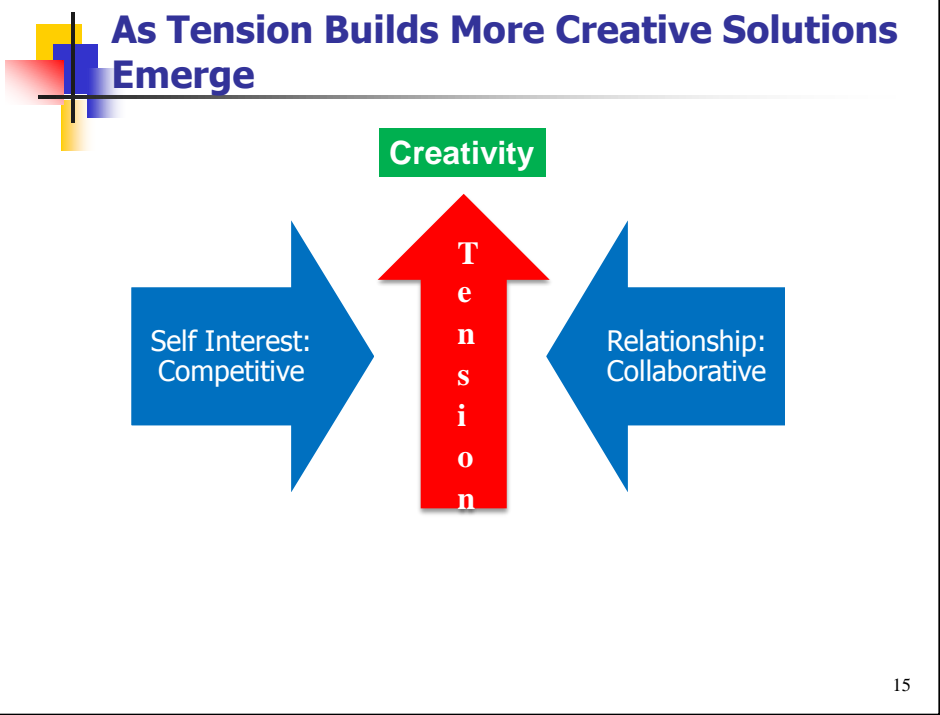 As Tension Builds More Creative Solutions
Emerge
Creativity
Self Interest:
Competitive
T
e
n
s
i
o
n
Relationship:
Collaborative
15